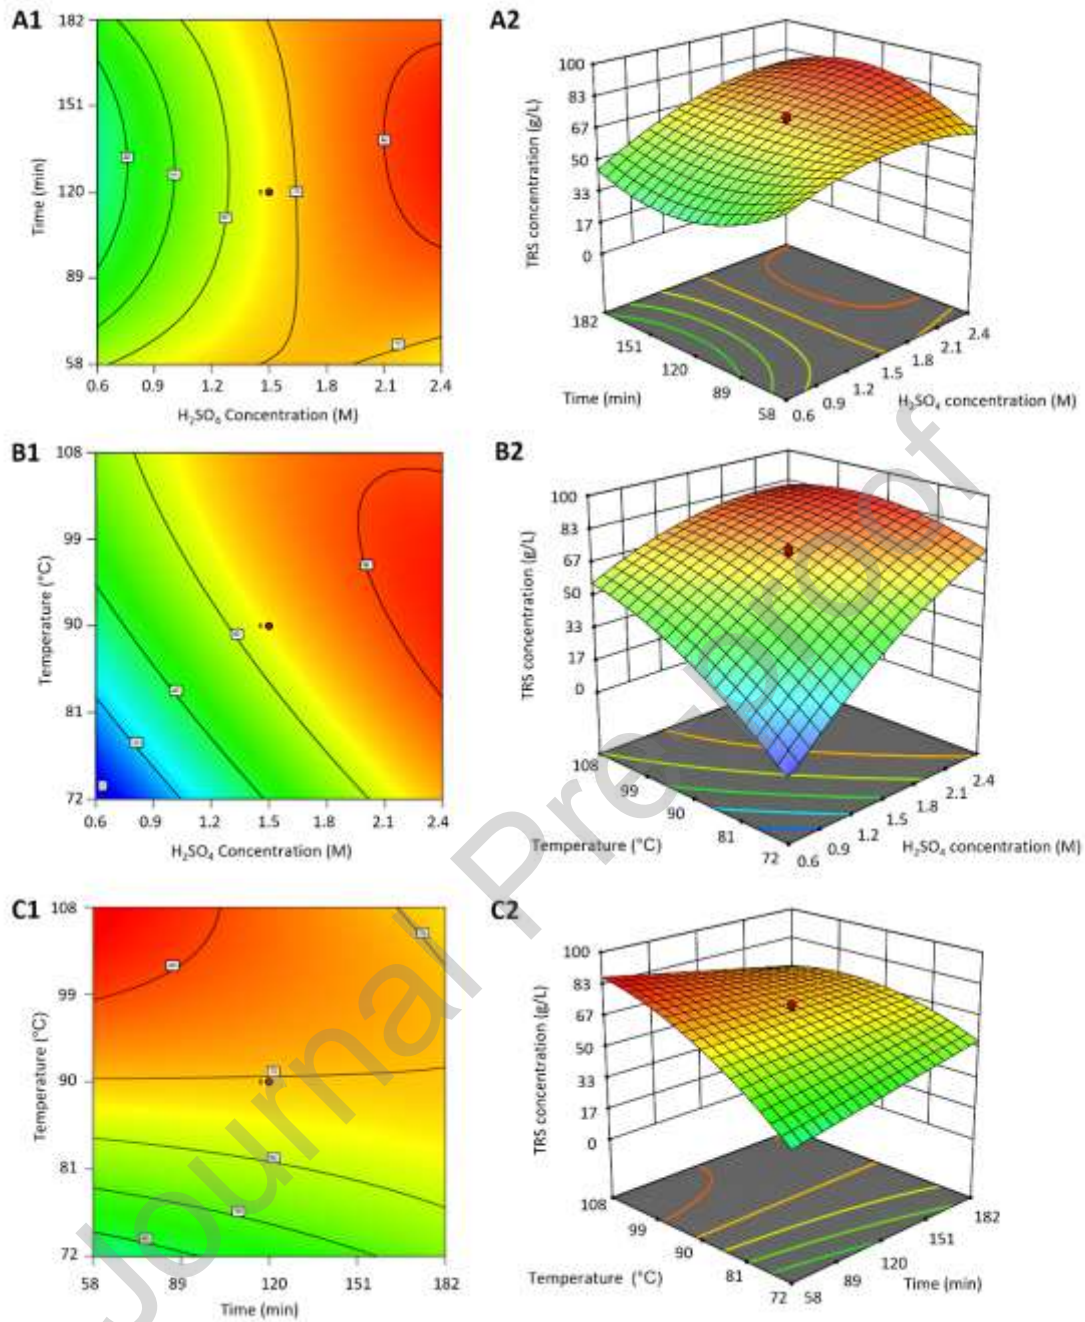 A1
182
151
120
89
58
Time (min)
0.6 0.9 1.2 1.5 1.8 2.1 2.4
H₂SO₄ Concentration (M)
A2
100
83
67
50
33
17
0
TRS concentration (g/L)
182
151
120
89
58
Time (min)
0.6
0.9
1.2
1.5
1.8
2.1
2.4
H₂SO₄ concentration (M)
B1
108
99
90
81
72
Temperature (°C)
0.6 0.9 1.2 1.5 1.8 2.1 2.4
H₂SO₄ Concentration (M)
B2
100
83
67
50
33
17
0
TRS concentration (g/L)
108
99
90
81
72
Temperature (°C)
0.6
0.9
1.2
1.5
1.8
2.1
2.4
H₂SO₄ concentration (M)
C1
108
99
90
81
72
Temperature (°C)
58 89 120 151 182
Time (min)
C2
100
83
67
50
33
17
0
TRS concentration (g/L)
108
99
90
81
72
Temperature (°C)
58
89
120
151
182
Time (min)
Journal Pre-proof